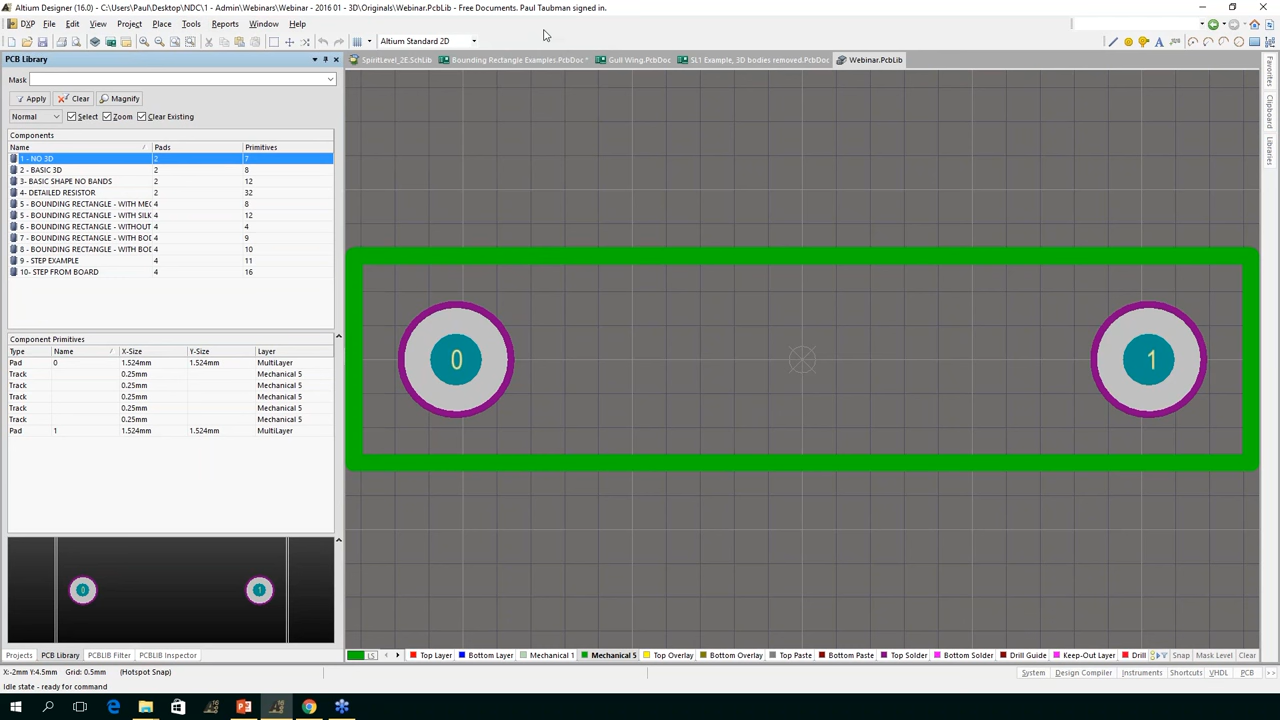 Altium Designer (16.0) - C:\Users\Paul\Desktop\NDC\1 - Admin\Webinars\Webinar - 2016 01 - 3D\Originals\Webinar.PcbLib - Free Documents. Paul Taubman signed in.
DXP File Edit View Project Place Tools Reports Window Help
Altium Standard 2D
PCB Library
SpiritLevel_2E.SchLib Bounding Rectangle Examples.PcbDoc * Gull Wing.PcbDoc SL1 Example, 3D bodies removed.PcbDoc Webinar.PcbLib
Mask
Apply Clear Magnify
Normal Select Zoom Clear Existing
Components
Name Pads Primitives
1 - NO 3D 2 7
2 - BASIC 3D 2 8
3- BASIC SHAPE NO BANDS 2 12
4- DETAILED RESISTOR 2 32
5 - BOUNDING RECTANGLE - WITH MEC 4 8
5 - BOUNDING RECTANGLE - WITH SILK 4 12
6 - BOUNDING RECTANGLE - WITHOUT 4 4
7 - BOUNDING RECTANGLE - WITH BOD 4 9
8 - BOUNDING RECTANGLE - WITH BOD 4 10
9 - STEP EXAMPLE 4 11
10- STEP FROM BOARD 4 16
Component Primitives
Type Name X-Size Y-Size Layer
Pad 0 1.524mm 1.524mm MultiLayer
Track 0.25mm Mechanical 5
Track 0.25mm Mechanical 5
Track 0.25mm Mechanical 5
Track 0.25mm Mechanical 5
Track 0.25mm Mechanical 5
Pad 1 1.524mm 1.524mm MultiLayer
0 1
0 1
Favorites
Clipboard
Libraries
Projects PCB Library PCBLIB Filter PCBLIB Inspector
LS Top Layer Bottom Layer Mechanical 1 Mechanical 5 Top Overlay Bottom Overlay Top Paste Bottom Paste Top Solder Bottom Solder Drill Guide Keep-Out Layer Drill Snap Mask Level Clear
X:-2mm Y:4.5mm Grid: 0.5mm (Hotspot Snap)
System Design Compiler Instruments Shortcuts VHDL PCB >>
Idle state - ready for command